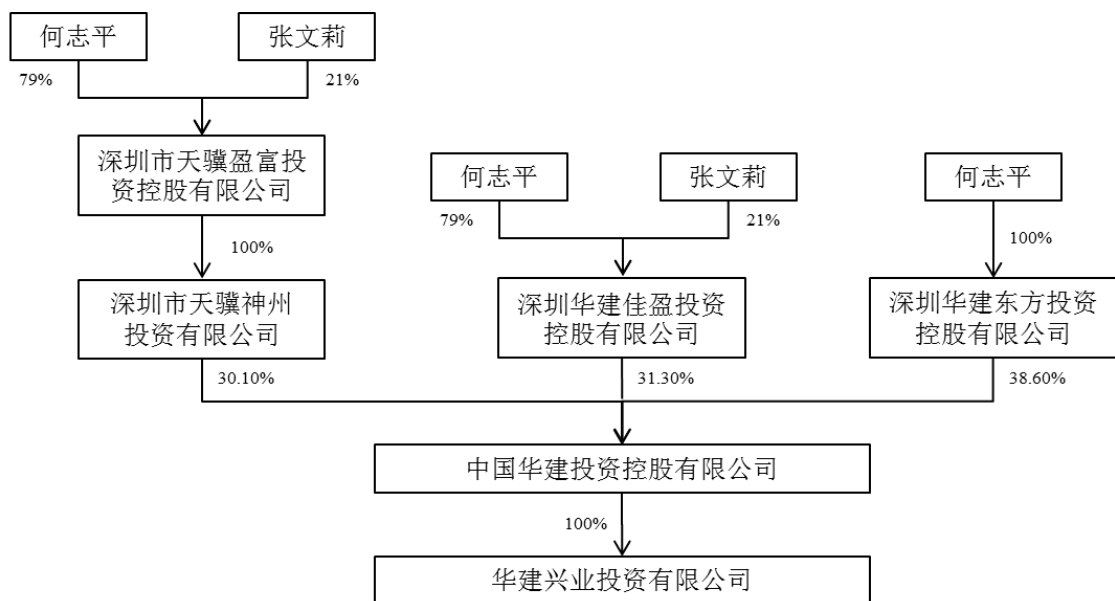 何志平
张文莉
79%
21%
深圳市天骥盈富投
资控股有限公司
何志平
张文莉
何志平
79%
21%
100%
100%
深圳市天骥神州
投资有限公司
深圳华建佳盈投资
控股有限公司
深圳华建东方投资
控股有限公司
30.10%
31.30%
38.60%
中国华建投资控股有限公司
100%
华建兴业投资有限公司